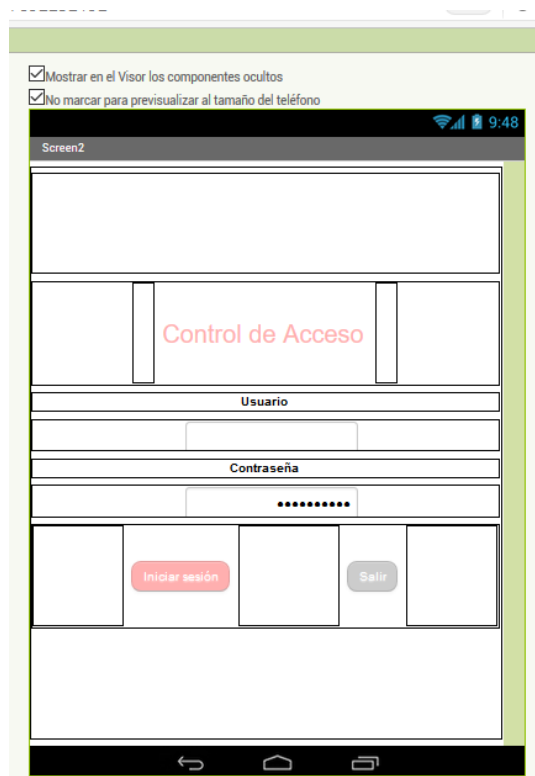 Mostrar en el Visor los componentes ocultos
No marcar para previsualizar al tamaño del teléfono
9:48
Screen2
Control de Acceso
Usuario
Contraseña
••••••••••
Iniciar sesión
Salir